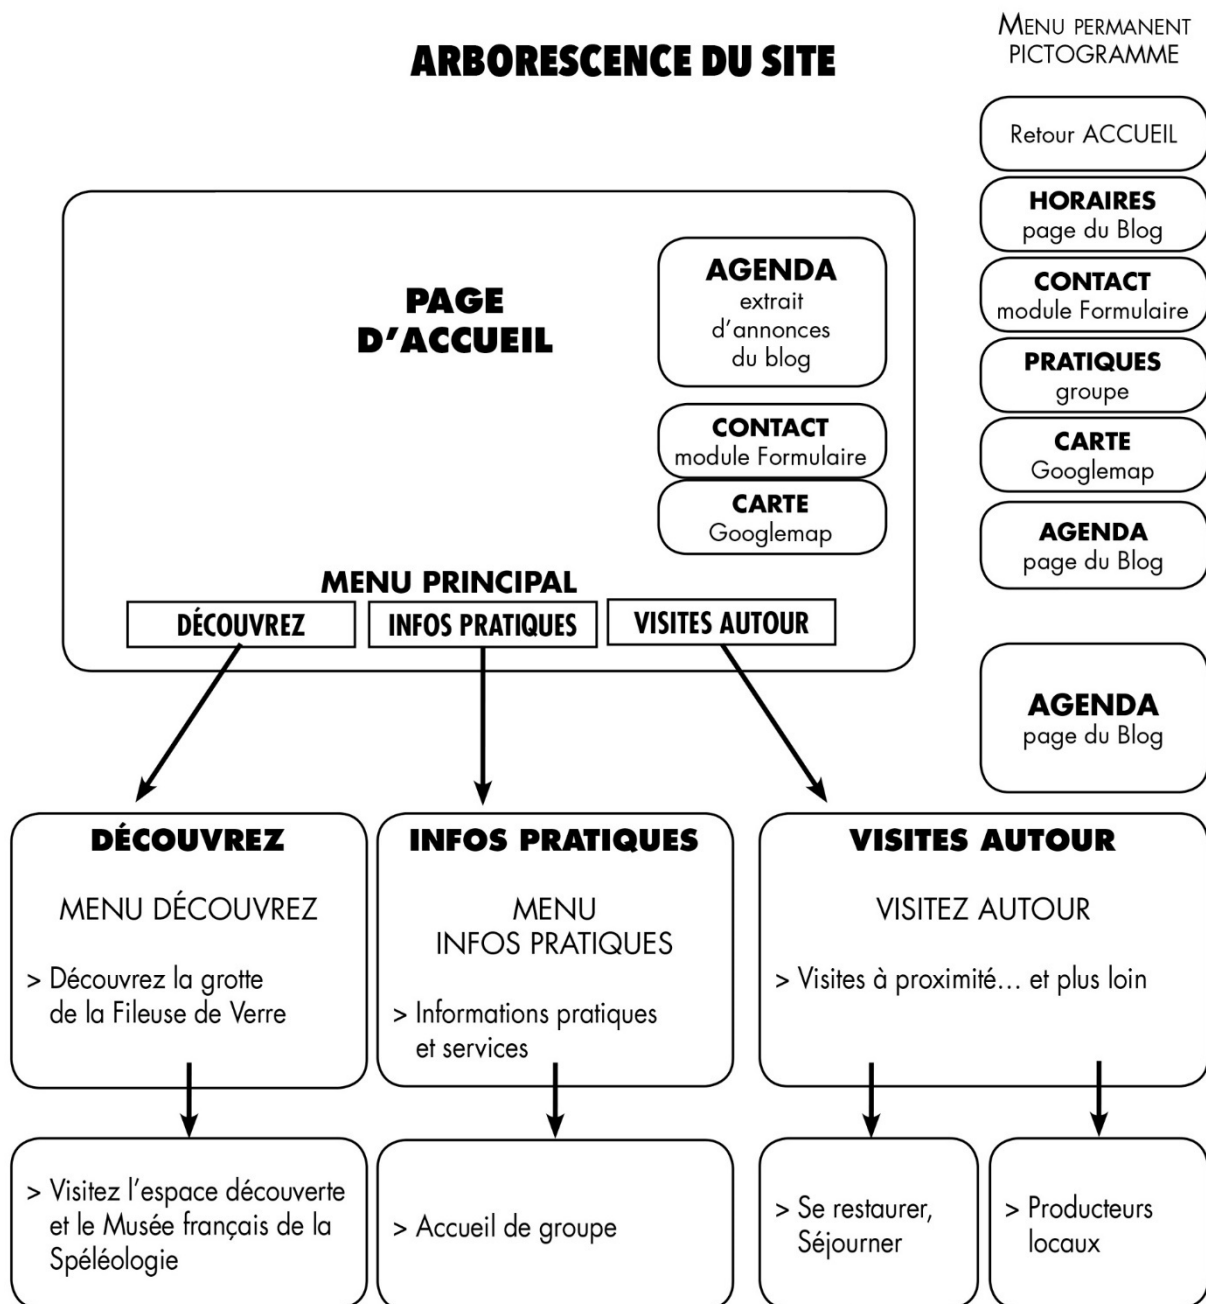 ARBORESCENCE DU SITE
MENU PERMANENT
PICTOGRAMME
Retour ACCUEIL
HORAIRES
page du Blog
CONTACT
module Formulaire
PRATIQUES
groupe
CARTE
Googlemap
AGENDA
page du Blog
AGENDA
page du Blog
PAGE
D'ACCUEIL
AGENDA
extrait
d'annonces
du blog
CONTACT
module Formulaire
CARTE
Googlemap
MENU PRINCIPAL
DÉCOUVREZ
INFOS PRATIQUES
VISITES AUTOUR
DÉCOUVREZ
MENU DÉCOUVREZ
> Découvrez la grotte
de la Fileuse de Verre
> Visitez l'espace découverte
et le Musée français de la
Spéléologie
INFOS PRATIQUES
MENU
INFOS PRATIQUES
> Informations pratiques
et services
> Accueil de groupe
VISITES AUTOUR
VISITEZ AUTOUR
> Visites à proximité... et plus loin
> Se restaurer,
Séjourner
> Producteurs
locaux